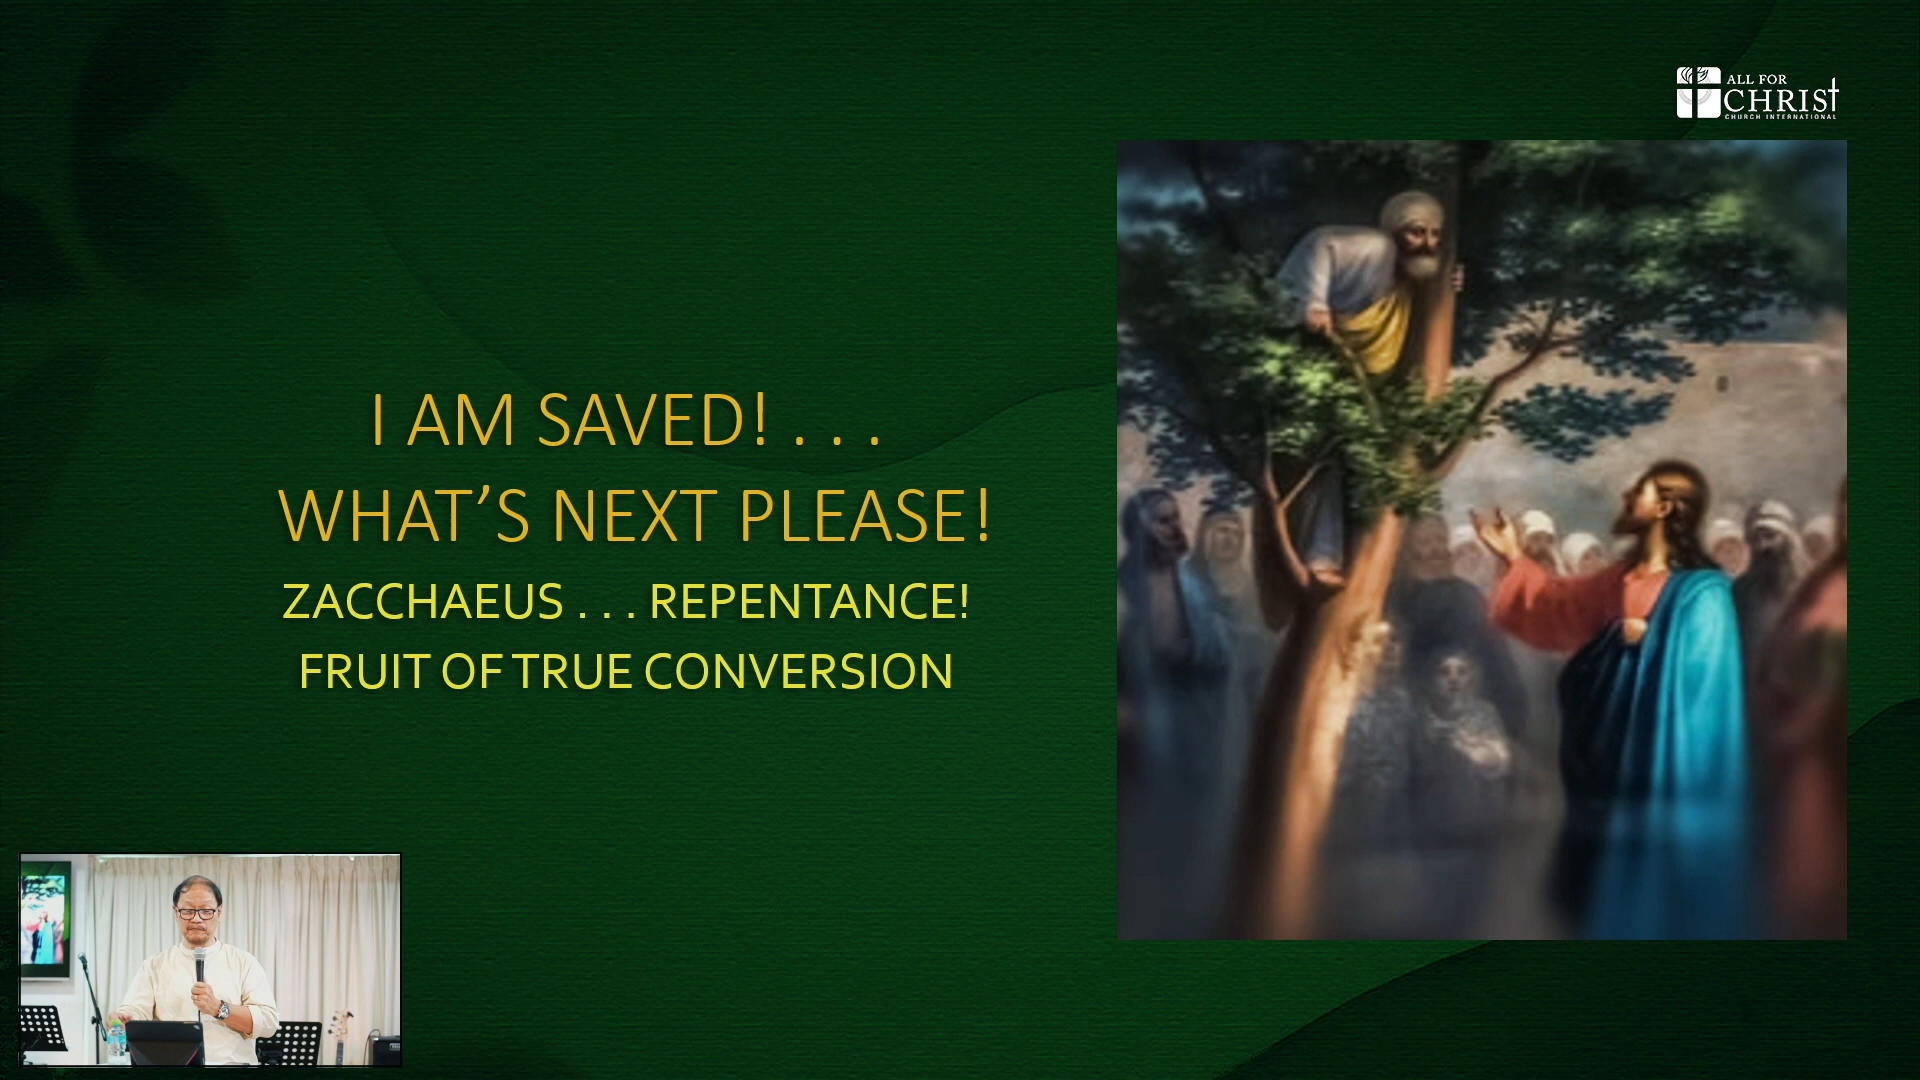 ALL FOR
CHRIST
CHURCH INTERNATIONAL
I AM SAVED! . . .
WHAT’S NEXT PLEASE!
ZACCHAEUS . . . REPENTANCE!
FRUIT OF TRUE CONVERSION